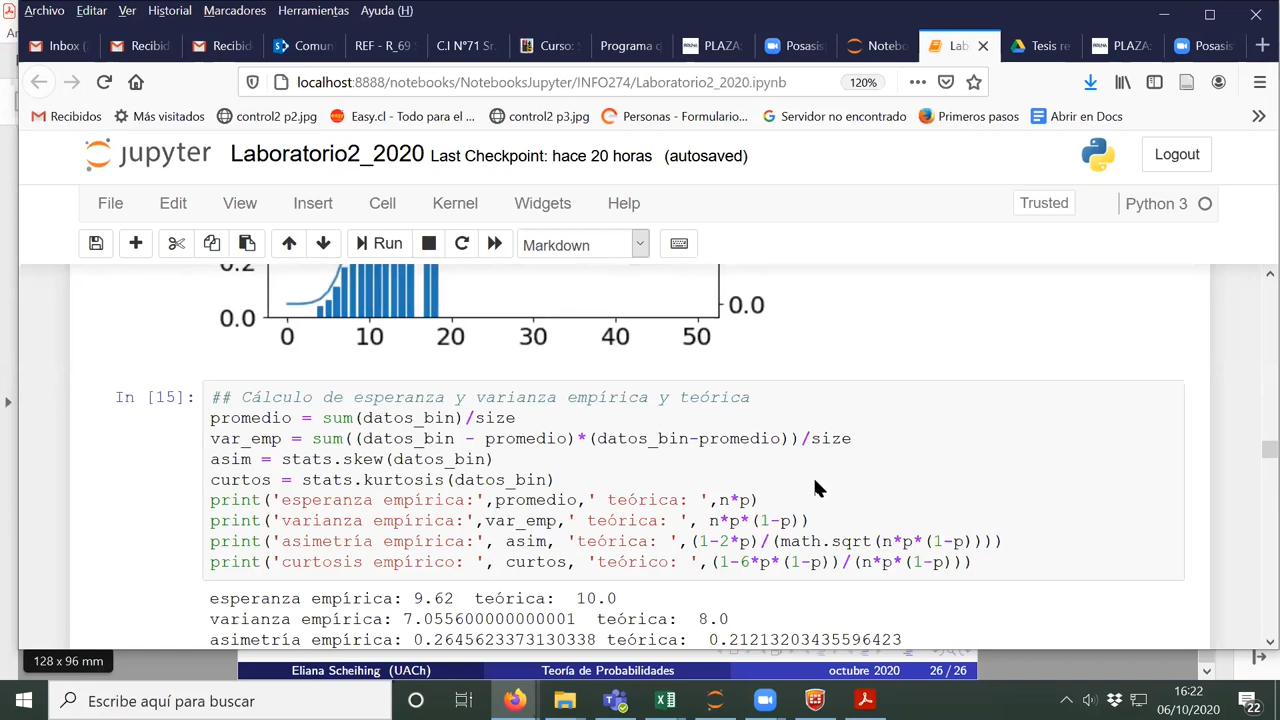 Archivo Editar Ver Historial Marcadores Herramientas Ayuda (H)
Inbox ( Recibid Recibid Comun REF - R_69 C.I N°71 Sr. Curso: Programa PLAZA: Posasis Notebo Lab Tesis re PLAZA: Posasis
localhost:8888/notebooks/NotebooksJupyter/INFO274/Laboratorio2_2020.ipynb 120%
Recibidos Más visitados control2 p2.jpg Easy.cl - Todo para el ... control2 p3.jpg Personas - Formulario... Servidor no encontrado Primeros pasos Abrir en Docs
jupyter Laboratorio2_2020 Last Checkpoint: hace 20 horas (autosaved) Logout
File Edit View Insert Cell Kernel Widgets Help Trusted Python 3
Run Markdown
0.2
0.0 0.0
0 10 20 30 40 50
In [15]: ## Cálculo de esperanza y varianza empírica y teórica
promedio = sum(datos_bin)/size
var_emp = sum((datos_bin - promedio)*(datos_bin-promedio))/size
asim = stats.skew(datos_bin)
curtos = stats.kurtosis(datos_bin)
print('esperanza empírica:',promedio,' teórica: ',n*p)
print('varianza empírica:',var_emp,' teórica: ', n*p*(1-p))
print('asimetría empírica:', asim, 'teórica: ',(1-2*p)/(math.sqrt(n*p*(1-p))))
print('curtosis empírico: ', curtos, 'teórico: ',(1-6*p*(1-p))/(n*p*(1-p)))
esperanza empírica: 9.62 teórica: 10.0
varianza empírica: 7.055600000000001 teórica: 8.0
asimetría empírica: 0.2645623373130338 teórica: 0.21213203435596423
128 x 96 mm
Eliana Scheihing (UACh) Teoría de Probabilidades octubre 2020 26 / 26
Escribe aquí para buscar
16:22
06/10/2020
22